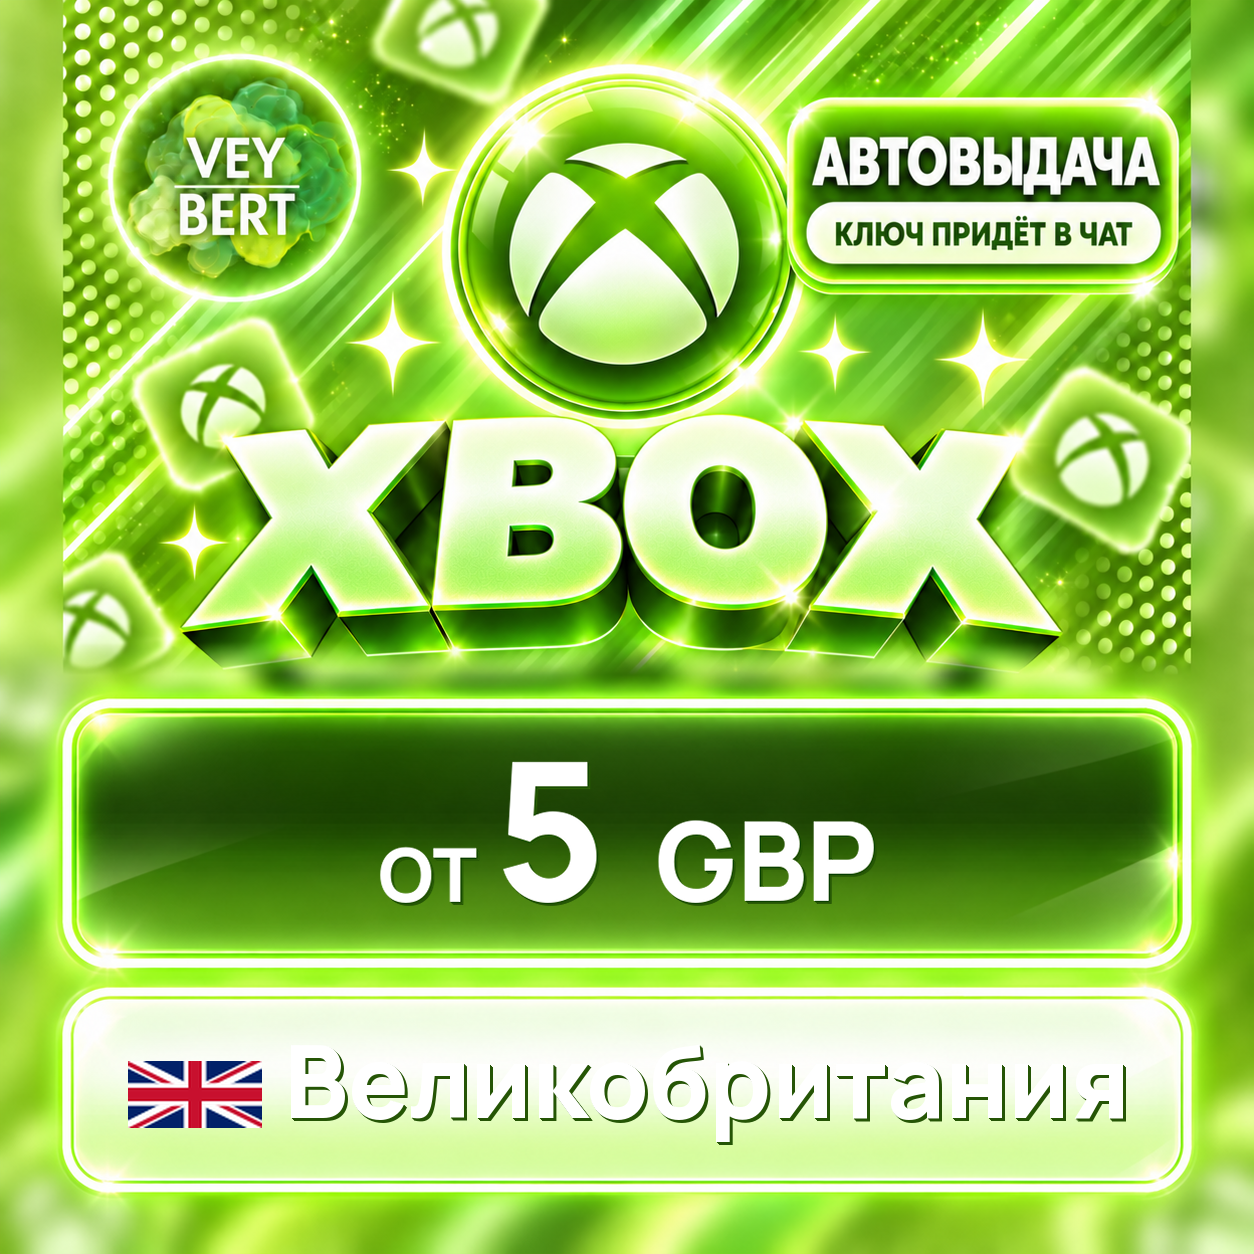 VEY
BERT
АВТОВЫДАЧА
КЛЮЧ ПРИДЁТ В ЧАТ
XBOX
от 5 GBP
Великобритания